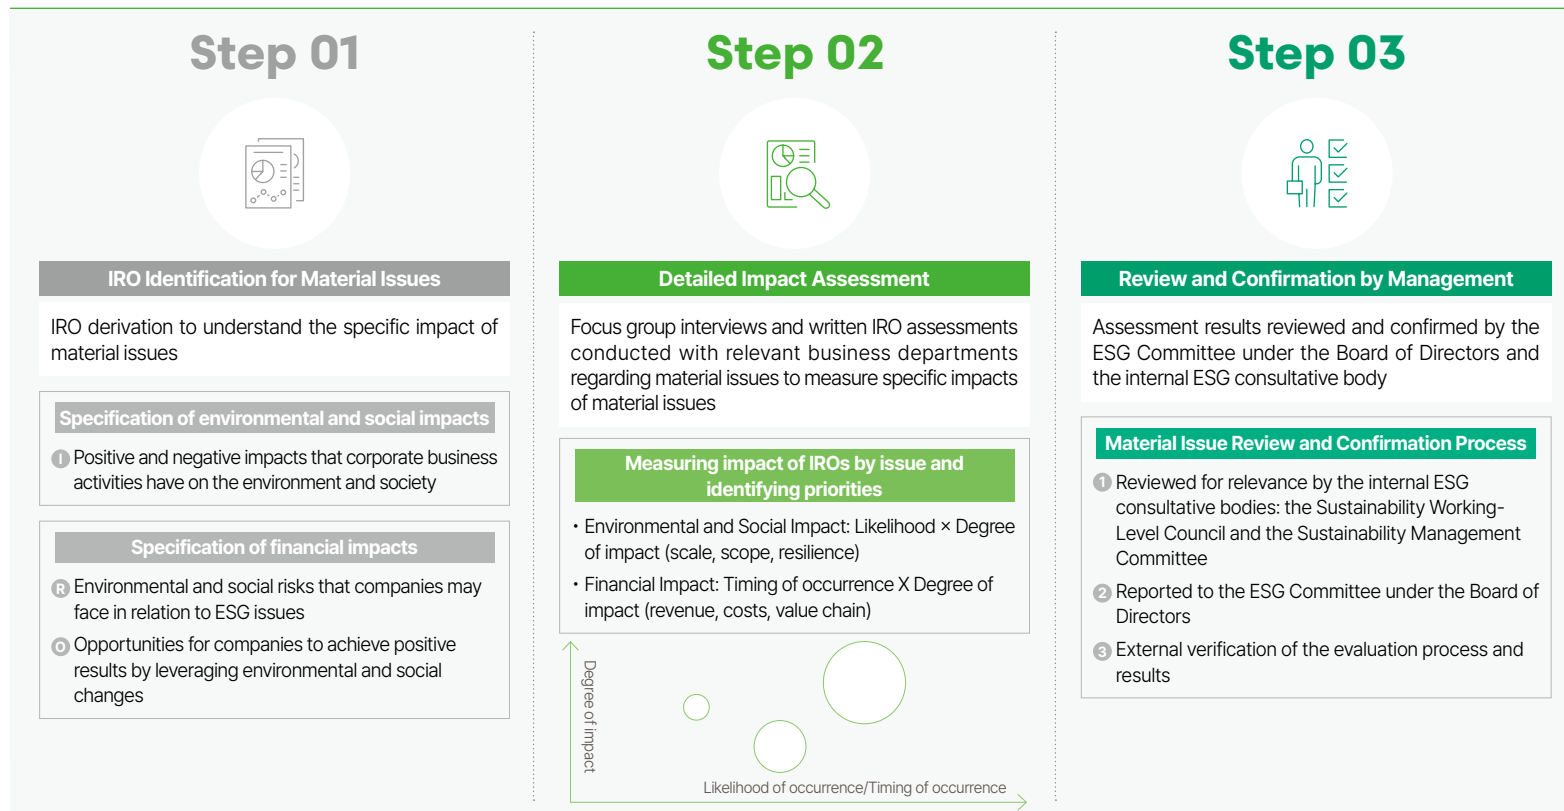 Step 01
IRO Identification for Material Issues
IRO derivation to understand the specific impact of
material issues
Specification of environmental and social impacts
I Positive and negative impacts that corporate business
activities have on the environment and society
Specification of financial impacts
R Environmental and social risks that companies may
face in relation to ESG issues
O Opportunities for companies to achieve positive
results by leveraging environmental and social
changes
Step 02
Detailed Impact Assessment
Focus group interviews and written IRO assessments
conducted with relevant business departments
regarding material issues to measure specific impacts
of material issues
Measuring impact of IROs by issue and
identifying priorities
• Environmental and Social Impact: Likelihood × Degree
of impact (scale, scope, resilience)
• Financial Impact: Timing of occurrence X Degree of
impact (revenue, costs, value chain)
Degree of impact
Likelihood of occurrence/Timing of occurrence
Step 03
Review and Confirmation by Management
Assessment results reviewed and confirmed by the
ESG Committee under the Board of Directors and
the internal ESG consultative body
Material Issue Review and Confirmation Process
1 Reviewed for relevance by the internal ESG
consultative bodies: the Sustainability Working-
Level Council and the Sustainability Management
Committee
2 Reported to the ESG Committee under the Board of
Directors
3 External verification of the evaluation process and
results